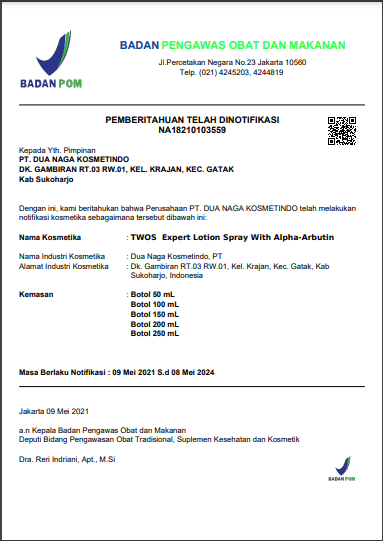 BADAN POM
BADAN PENGAWAS OBAT DAN MAKANAN
Jl.Percetakan Negara No.23 Jakarta 10560
Telp. (021) 4245203, 4244819
PEMBERITAHUAN TELAH DINOTIFIKASI
NA18210103559
Kepada Yth. Pimpinan
PT. DUA NAGA KOSMETINDO
DK. GAMBIRAN RT.03 RW.01, KEL. KRAJAN, KEC. GATAK
Kab Sukoharjo
Dengan ini, kami beritahukan bahwa Perusahaan PT. DUA NAGA KOSMETINDO telah melakukan
notifikasi kosmetika sebagaimana tersebut dibawah ini:
Nama Kosmetika : TWOS Expert Lotion Spray With Alpha-Arbutin
Nama Industri Kosmetika : Dua Naga Kosmetindo, PT
Alamat Industri Kosmetika : Dk. Gambiran RT.03 RW.01, Kel. Krajan, Kec. Gatak, Kab
Sukoharjo, Indonesia
Kemasan : Botol 50 mL
Botol 100 mL
Botol 150 mL
Botol 200 mL
Botol 250 mL
Masa Berlaku Notifikasi : 09 Mei 2021 S.d 08 Mei 2024
Jakarta 09 Mei 2021
a.n Kepala Badan Pengawas Obat dan Makanan
Deputi Bidang Pengawasan Obat Tradisional, Suplemen Kesehatan dan Kosmetik
Dra. Reri Indriani, Apt., M.Si
BADAN POM